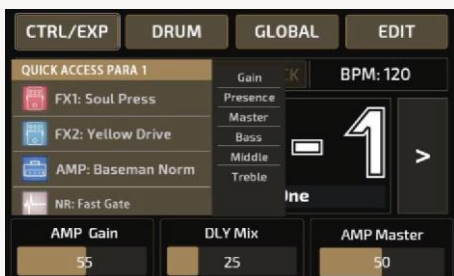 CTRL/EXP DRUM GLOBAL EDIT
QUICK ACCESS PARA 1
BPM: 120
FX1: Soul Press
FX2: Yellow Drive
AMP: Baseman Norm
NR: Fast Gate
Gain
Presence
Master
Bass
Middle
Treble
- 1
>
AMP Gain DLY Mix AMP Master
55 25 50